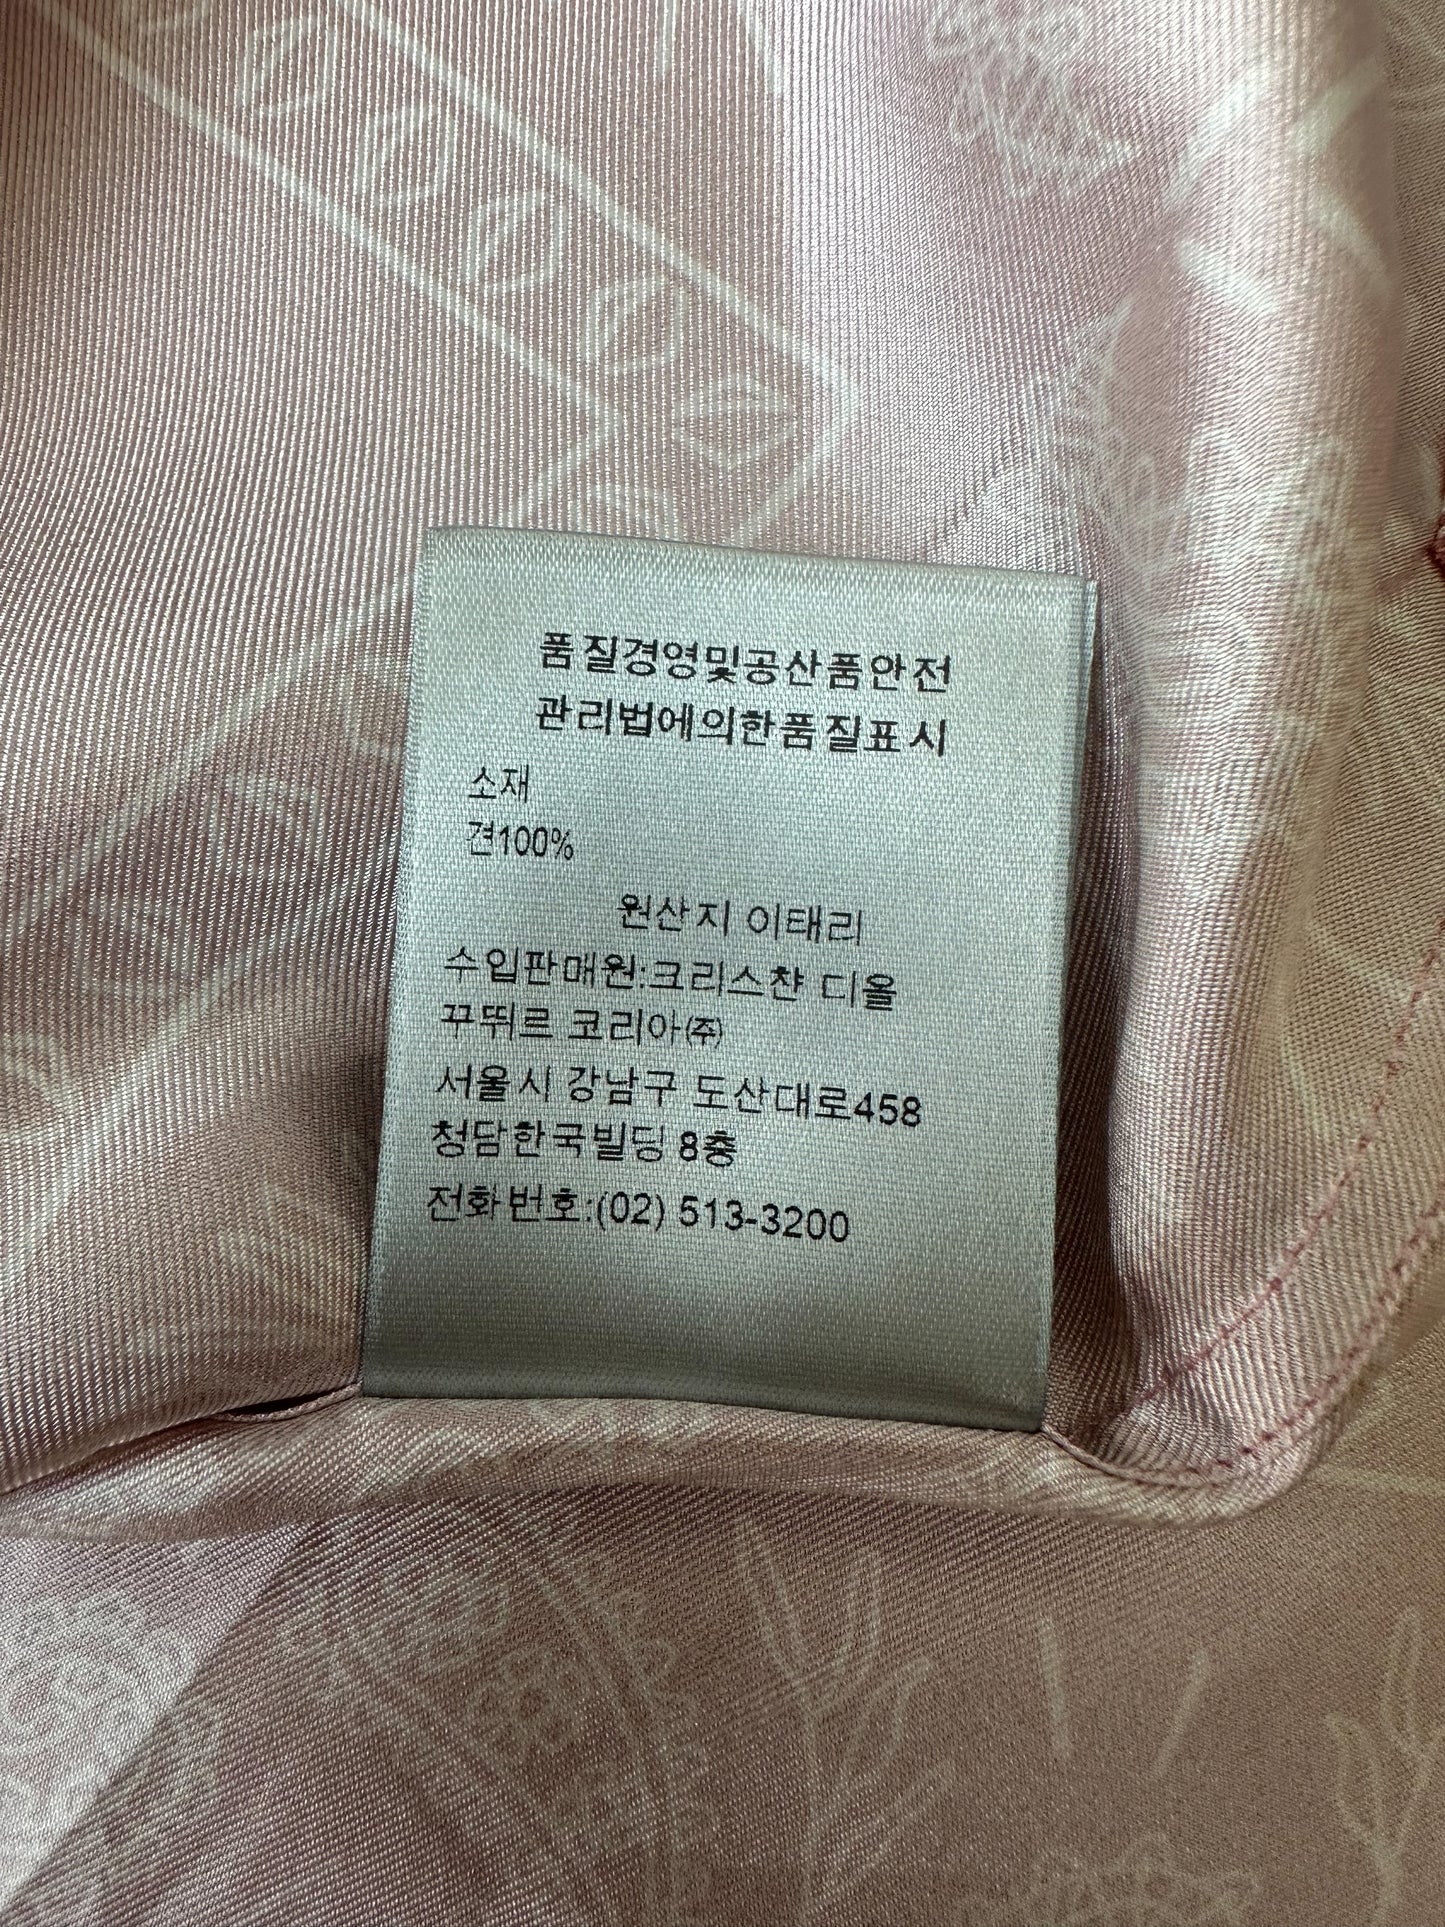 품질경영및공산품안전
관리법에의한품질표시
소재
견100%
원산지 이태리
수입판매원:크리스챤 디올
꾸뛰르 코리아㈜
서울시 강남구 도산대로458
청담한국빌딩 8층
전화번호:(02) 513-3200